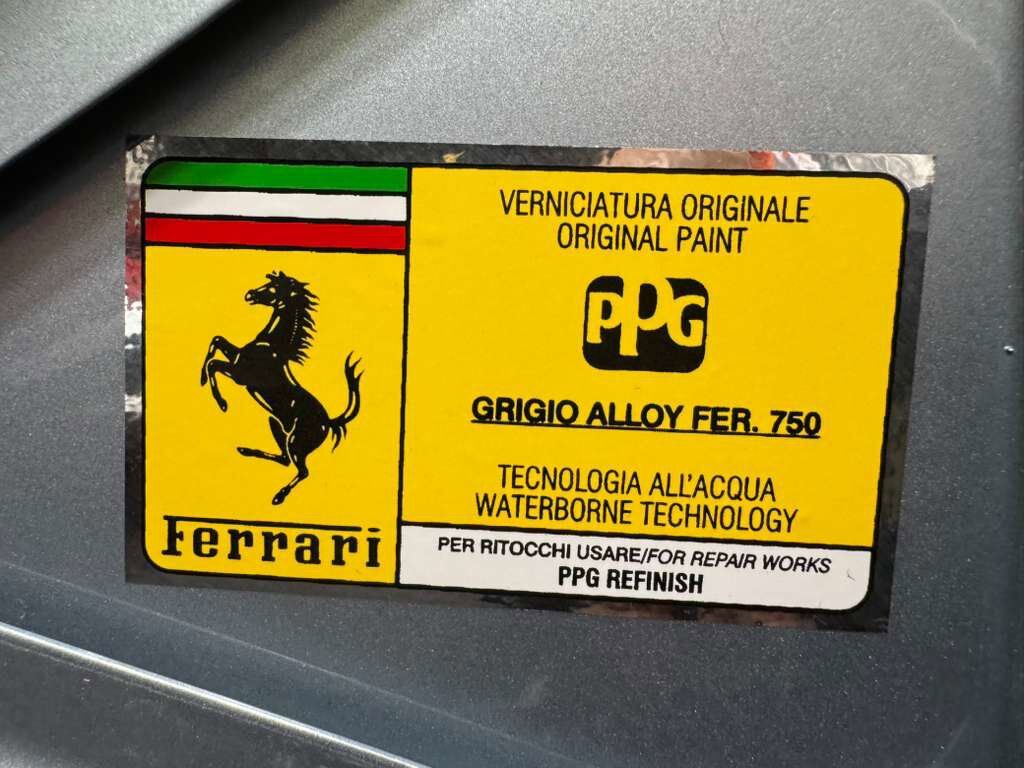 Ferrari
VERNICIATURA ORIGINALE
ORIGINAL PAINT
PPG
GRIGIO ALLOY FER. 750
TECNOLOGIA ALL'ACQUA
WATERBORNE TECHNOLOGY
PER RITOCCHI USARE/FOR REPAIR WORKS
PPG REFINISH